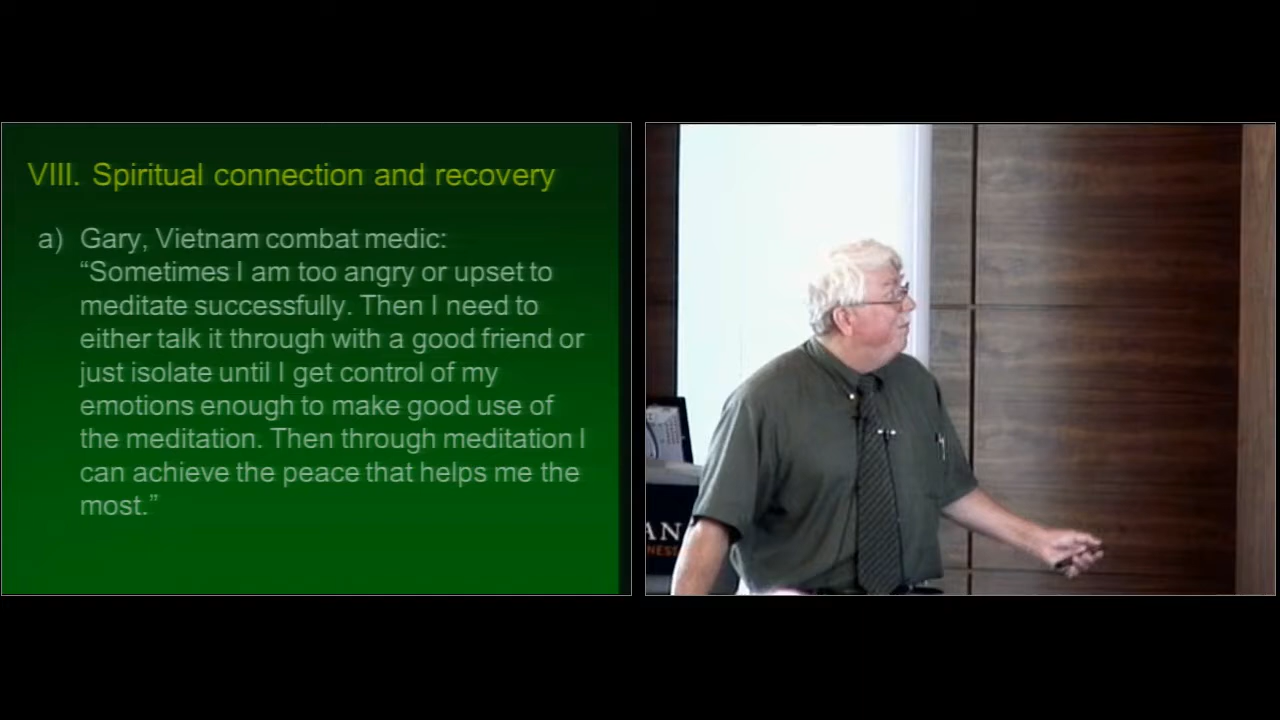 VIII. Spiritual connection and recovery
a) Gary, Vietnam combat medic:
“Sometimes I am too angry or upset to
meditate successfully. Then I need to
either talk it through with a good friend or
just isolate until I get control of my
emotions enough to make good use of
the meditation. Then through meditation I
can achieve the peace that helps me the
most.”
AN
NESS